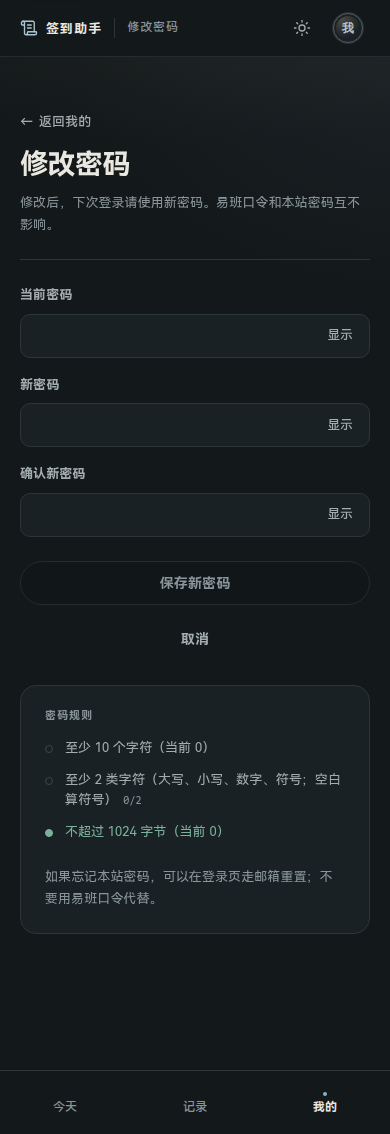 签到助手
修改密码
我
← 返回我的
修改密码
修改后，下次登录请使用新密码。易班口令和本站密码互不
影响。
当前密码
显示
新密码
显示
确认新密码
显示
保存新密码
取消
密码规则
至少 10 个字符（当前 0）
至少 2 类字符（大写、小写、数字、符号；空白
算符号） 0/2
不超过 1024 字节（当前 0）
如果忘记本站密码，可以在登录页走邮箱重置；不
要用易班口令代替。
今天
记录
我的